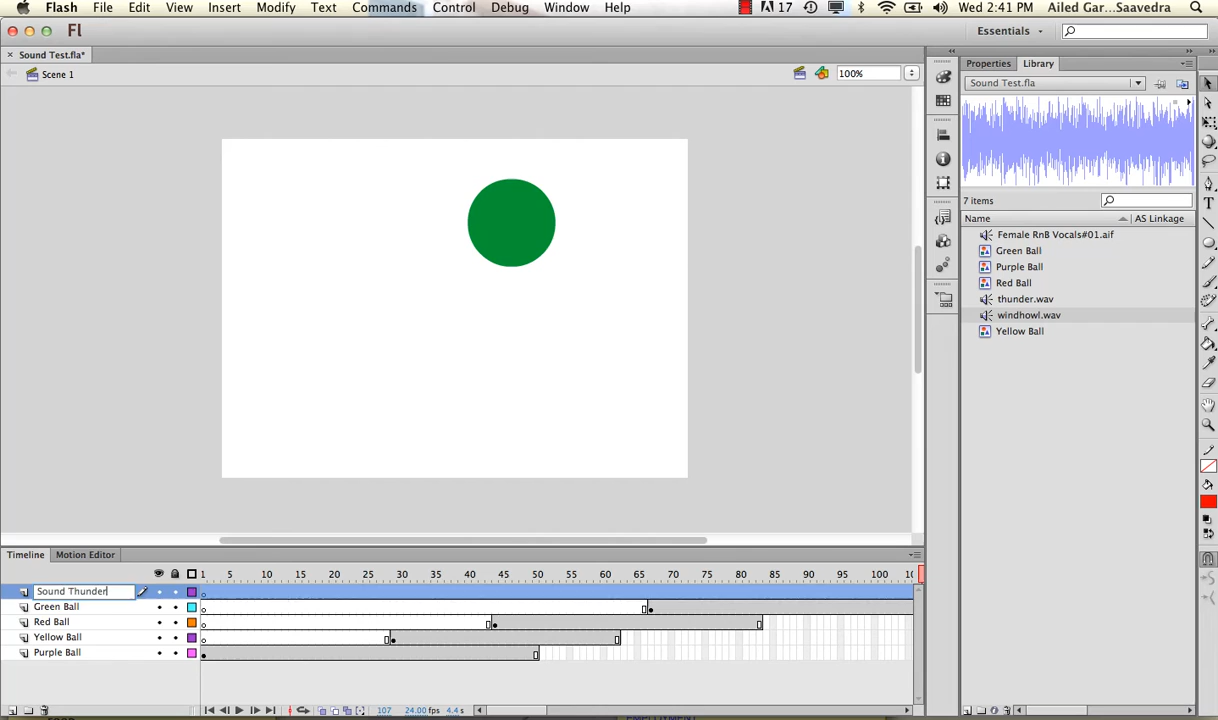 Flash File Edit View Insert Modify Text Commands Control Debug Window Help 17 Wed 2:41 PM Ailed Gar...Saavedra
Fl Essentials
× Sound Test.fla*
Scene 1 100%
Properties Library
Sound Test.fla
7 items
Name AS Linkage
Female RnB Vocals#01.aif
Green Ball
Purple Ball
Red Ball
thunder.wav
windhowl.wav
Yellow Ball
Timeline Motion Editor
1 5 10 15 20 25 30 35 40 45 50 55 60 65 70 75 80 85 90 95 100 10
Sound Thunder
Green Ball
Red Ball
Yellow Ball
Purple Ball
107 24.00 fps 4.4 s